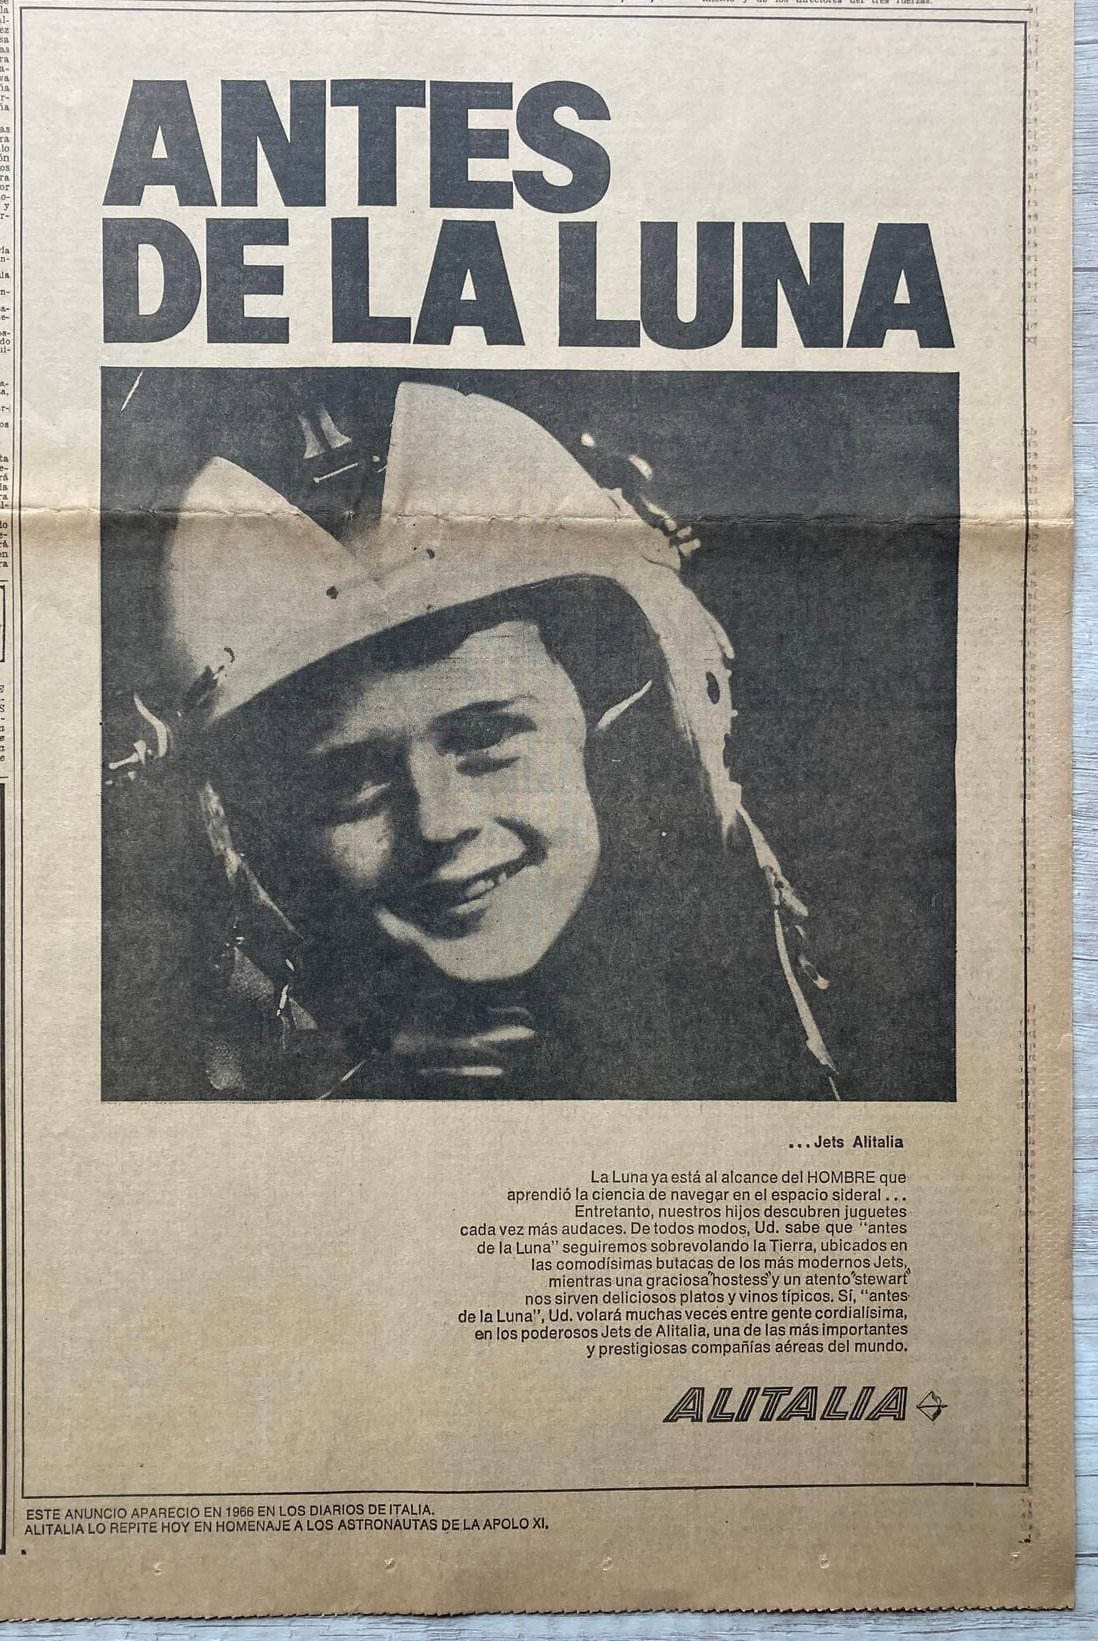 ANTES
DE LA LUNA
...Jets Alitalia
La Luna ya está al alcance del HOMBRE que
aprendió la ciencia de navegar en el espacio sideral...
Entretanto, nuestros hijos descubren juguetes
cada vez más audaces. De todos modos, Ud. sabe que "antes
de la Luna" seguiremos sobrevolando la Tierra, ubicados en
las comodísimas butacas de los más modernos Jets,
mientras una graciosa "hostess" y un atento "stewart"
nos sirven deliciosos platos y vinos típicos. Sí, "antes
de la Luna", Ud. volará muchas veces entre gente cordialísima,
en los poderosos Jets de Alitalia, una de las más importantes
y prestigiosas compañías aéreas del mundo.
ALITALIA
ESTE ANUNCIO APARECIO EN 1966 EN LOS DIARIOS DE ITALIA.
ALITALIA LO REPITE HOY EN HOMENAJE A LOS ASTRONAUTAS DE LA APOLO XI.